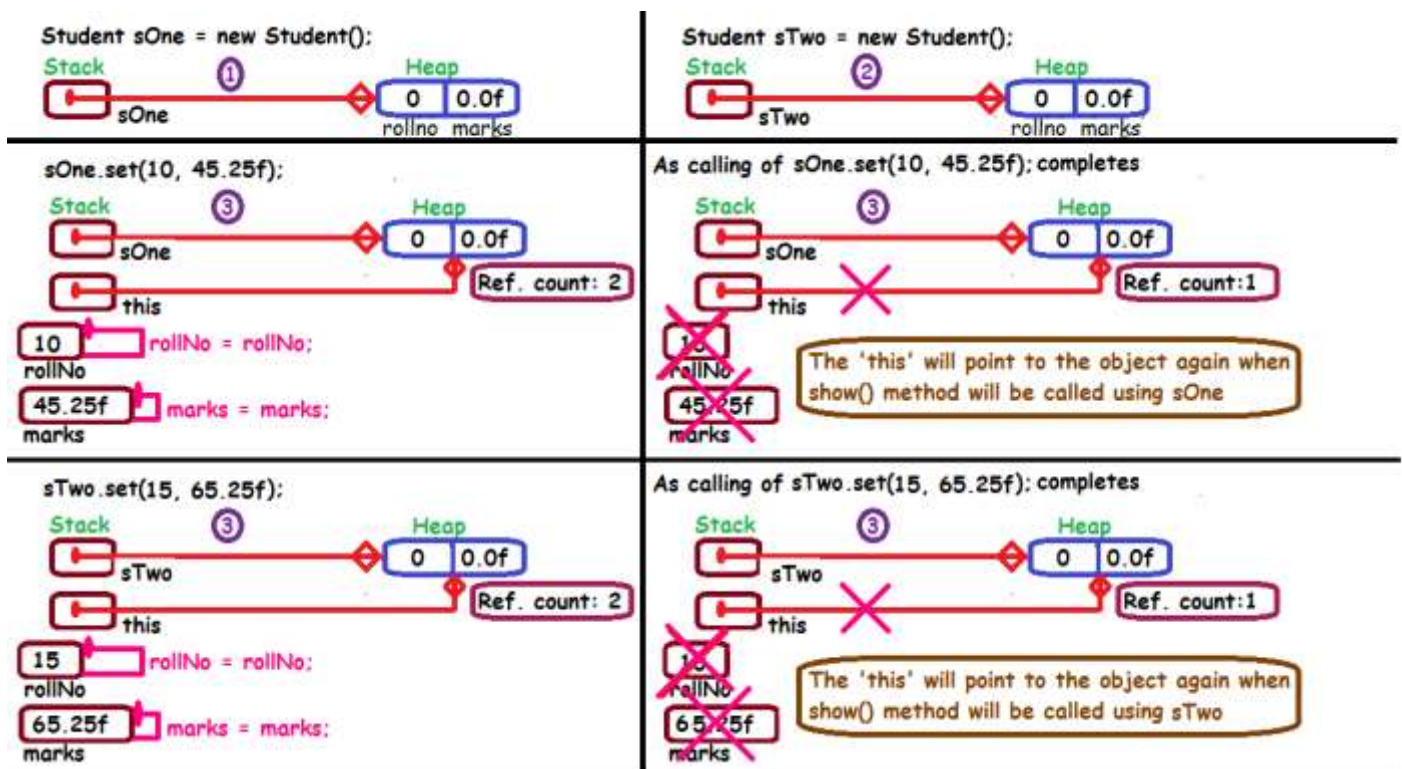 Student sOne = new Student();
Stack
1
Heap
0 0.0f
sOne
rollno marks
Student sTwo = new Student();
Stack
2
Heap
0 0.0f
sTwo
rollno marks
sOne.set(10, 45.25f);
Stack
3
Heap
0 0.0f
sOne
Ref. count: 2
this
10
rollNo = rollNo;
rollNo
45.25f
marks = marks;
marks
As calling of sOne.set(10, 45.25f); completes
Stack
3
Heap
0 0.0f
sOne
Ref. count:1
this
10
rollNo
The 'this' will point to the object again when
show() method will be called using sOne
45.25f
marks
sTwo.set(15, 65.25f);
Stack
3
Heap
0 0.0f
sTwo
Ref. count: 2
this
15
rollNo = rollNo;
rollNo
65.25f
marks = marks;
marks
As calling of sTwo.set(15, 65.25f); completes
Stack
3
Heap
0 0.0f
sTwo
Ref. count:1
this
rollNo
The 'this' will point to the object again when
show() method will be called using sTwo
65.25f
marks